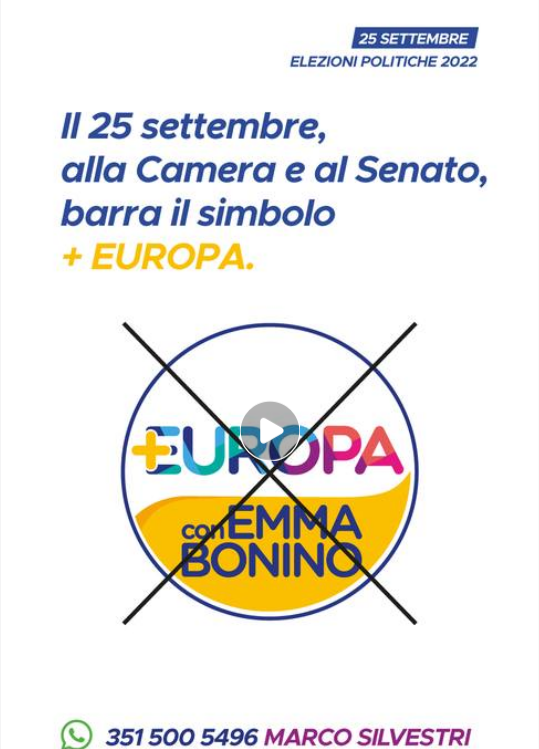 25 SETTEMBRE
ELEZIONI POLITICHE 2022
Il 25 settembre,
alla Camera e al Senato,
barra il simbolo
+ EUROPA.
+EUROPA
con EMMA
BONINO
351 500 5496 MARCO SILVESTRI